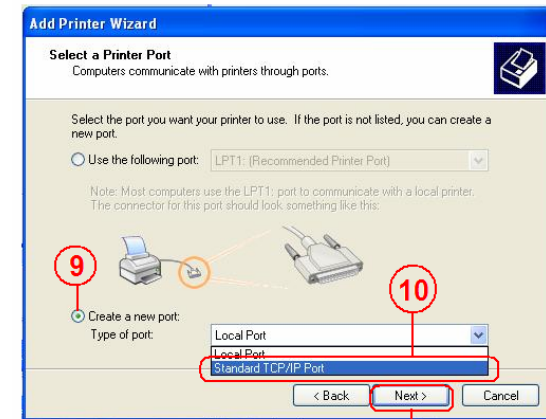 Add Printer Wizard
Select a Printer Port
Computers communicate with printers through ports.
Select the port you want your printer to use. If the port is not listed, you can create a
new port.
Use the following port: LPT1: (Recommended Printer Port)
Note: Most computers use the LPT1: port to communicate with a local printer.
The connector for this port should look something like this:
9
10
Create a new port:
Type of port: Local Port
Local Port
Standard TCP/IP Port
< Back Next > Cancel